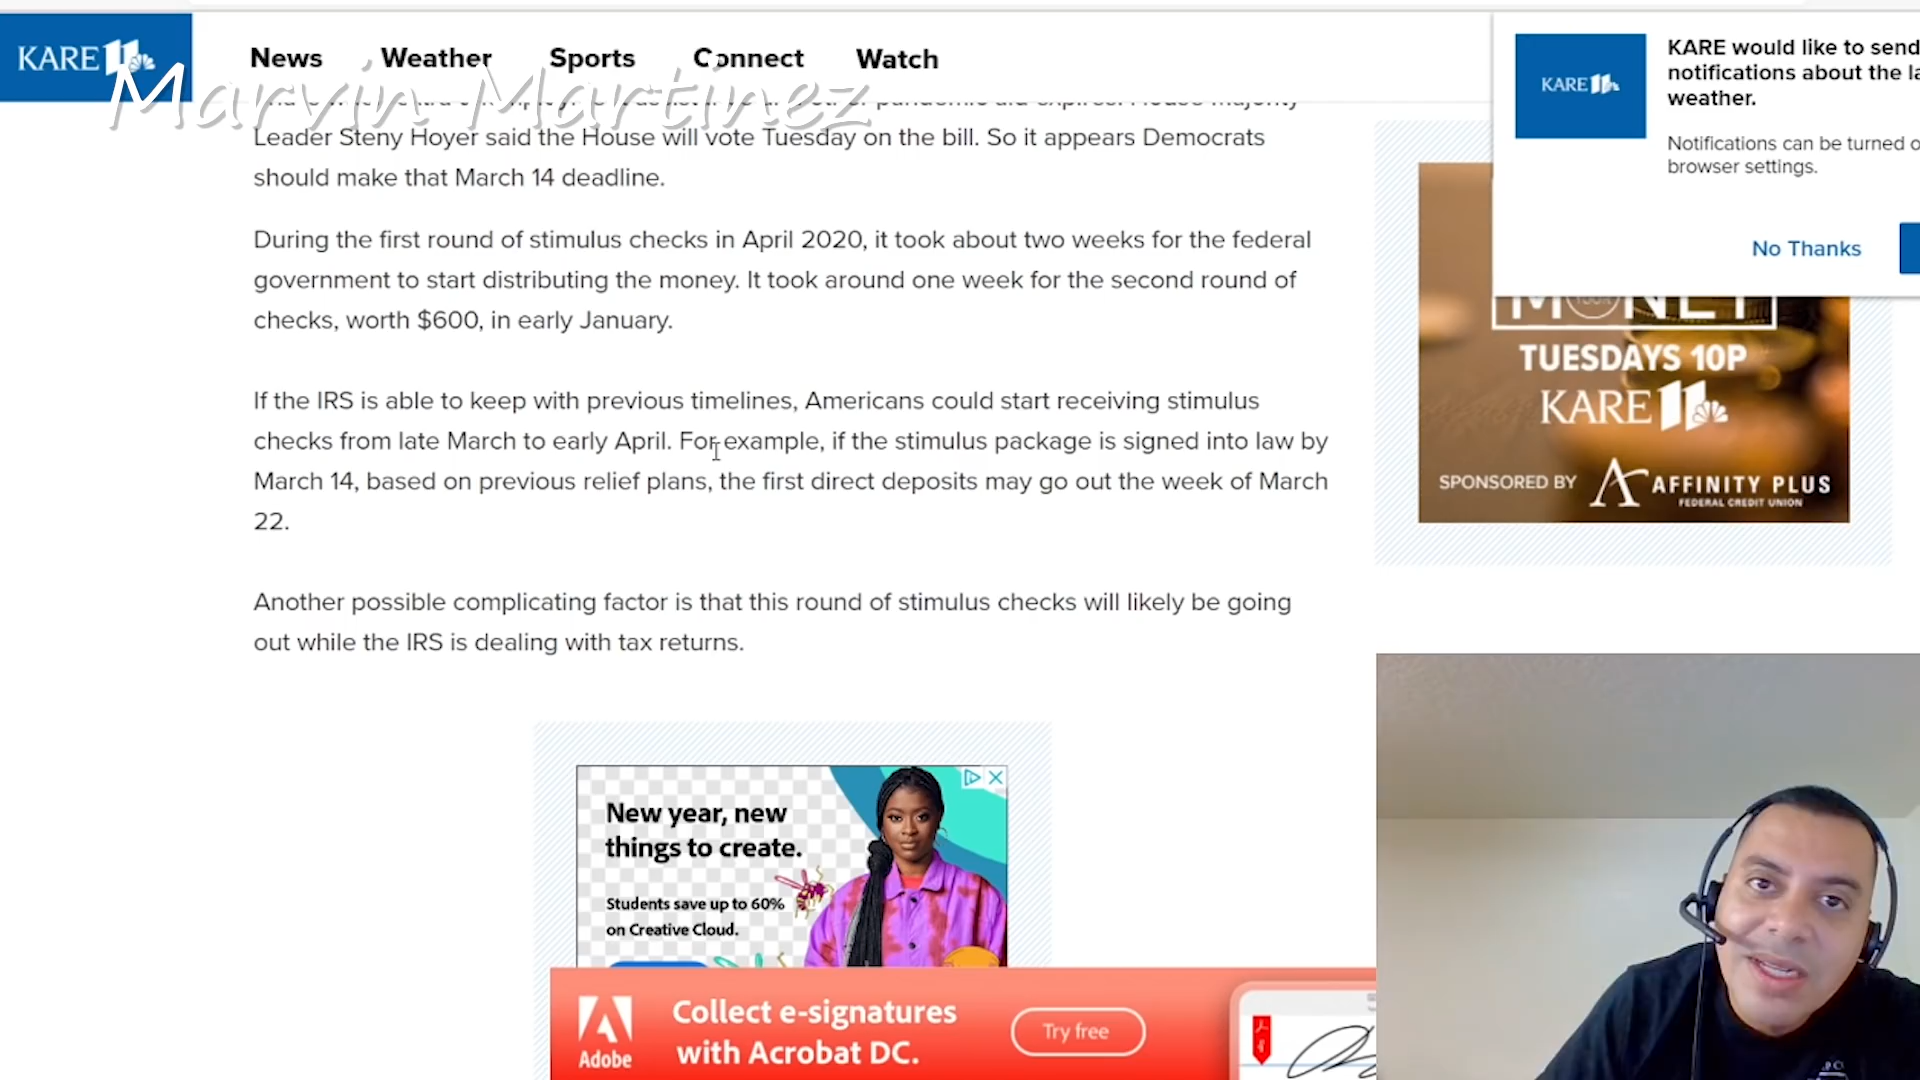 KARE 11
News Weather Sports Connect Watch
Marvin Martinez
Leader Steny Hoyer said the House will vote Tuesday on the bill. So it appears Democrats
should make that March 14 deadline.
During the first round of stimulus checks in April 2020, it took about two weeks for the federal
government to start distributing the money. It took around one week for the second round of
checks, worth $600, in early January.
If the IRS is able to keep with previous timelines, Americans could start receiving stimulus
checks from late March to early April. For example, if the stimulus package is signed into law by
March 14, based on previous relief plans, the first direct deposits may go out the week of March
22.
Another possible complicating factor is that this round of stimulus checks will likely be going
out while the IRS is dealing with tax returns.
KARE 11
KARE would like to send
notifications about the la
weather.
Notifications can be turned o
browser settings.
No Thanks
MONEY
TUESDAYS 10P
KARE 11
SPONSORED BY AFFINITY PLUS
FEDERAL CREDIT UNION
New year, new
things to create.
Students save up to 60%
on Creative Cloud.
Adobe
Collect e-signatures
with Acrobat DC.
Try free